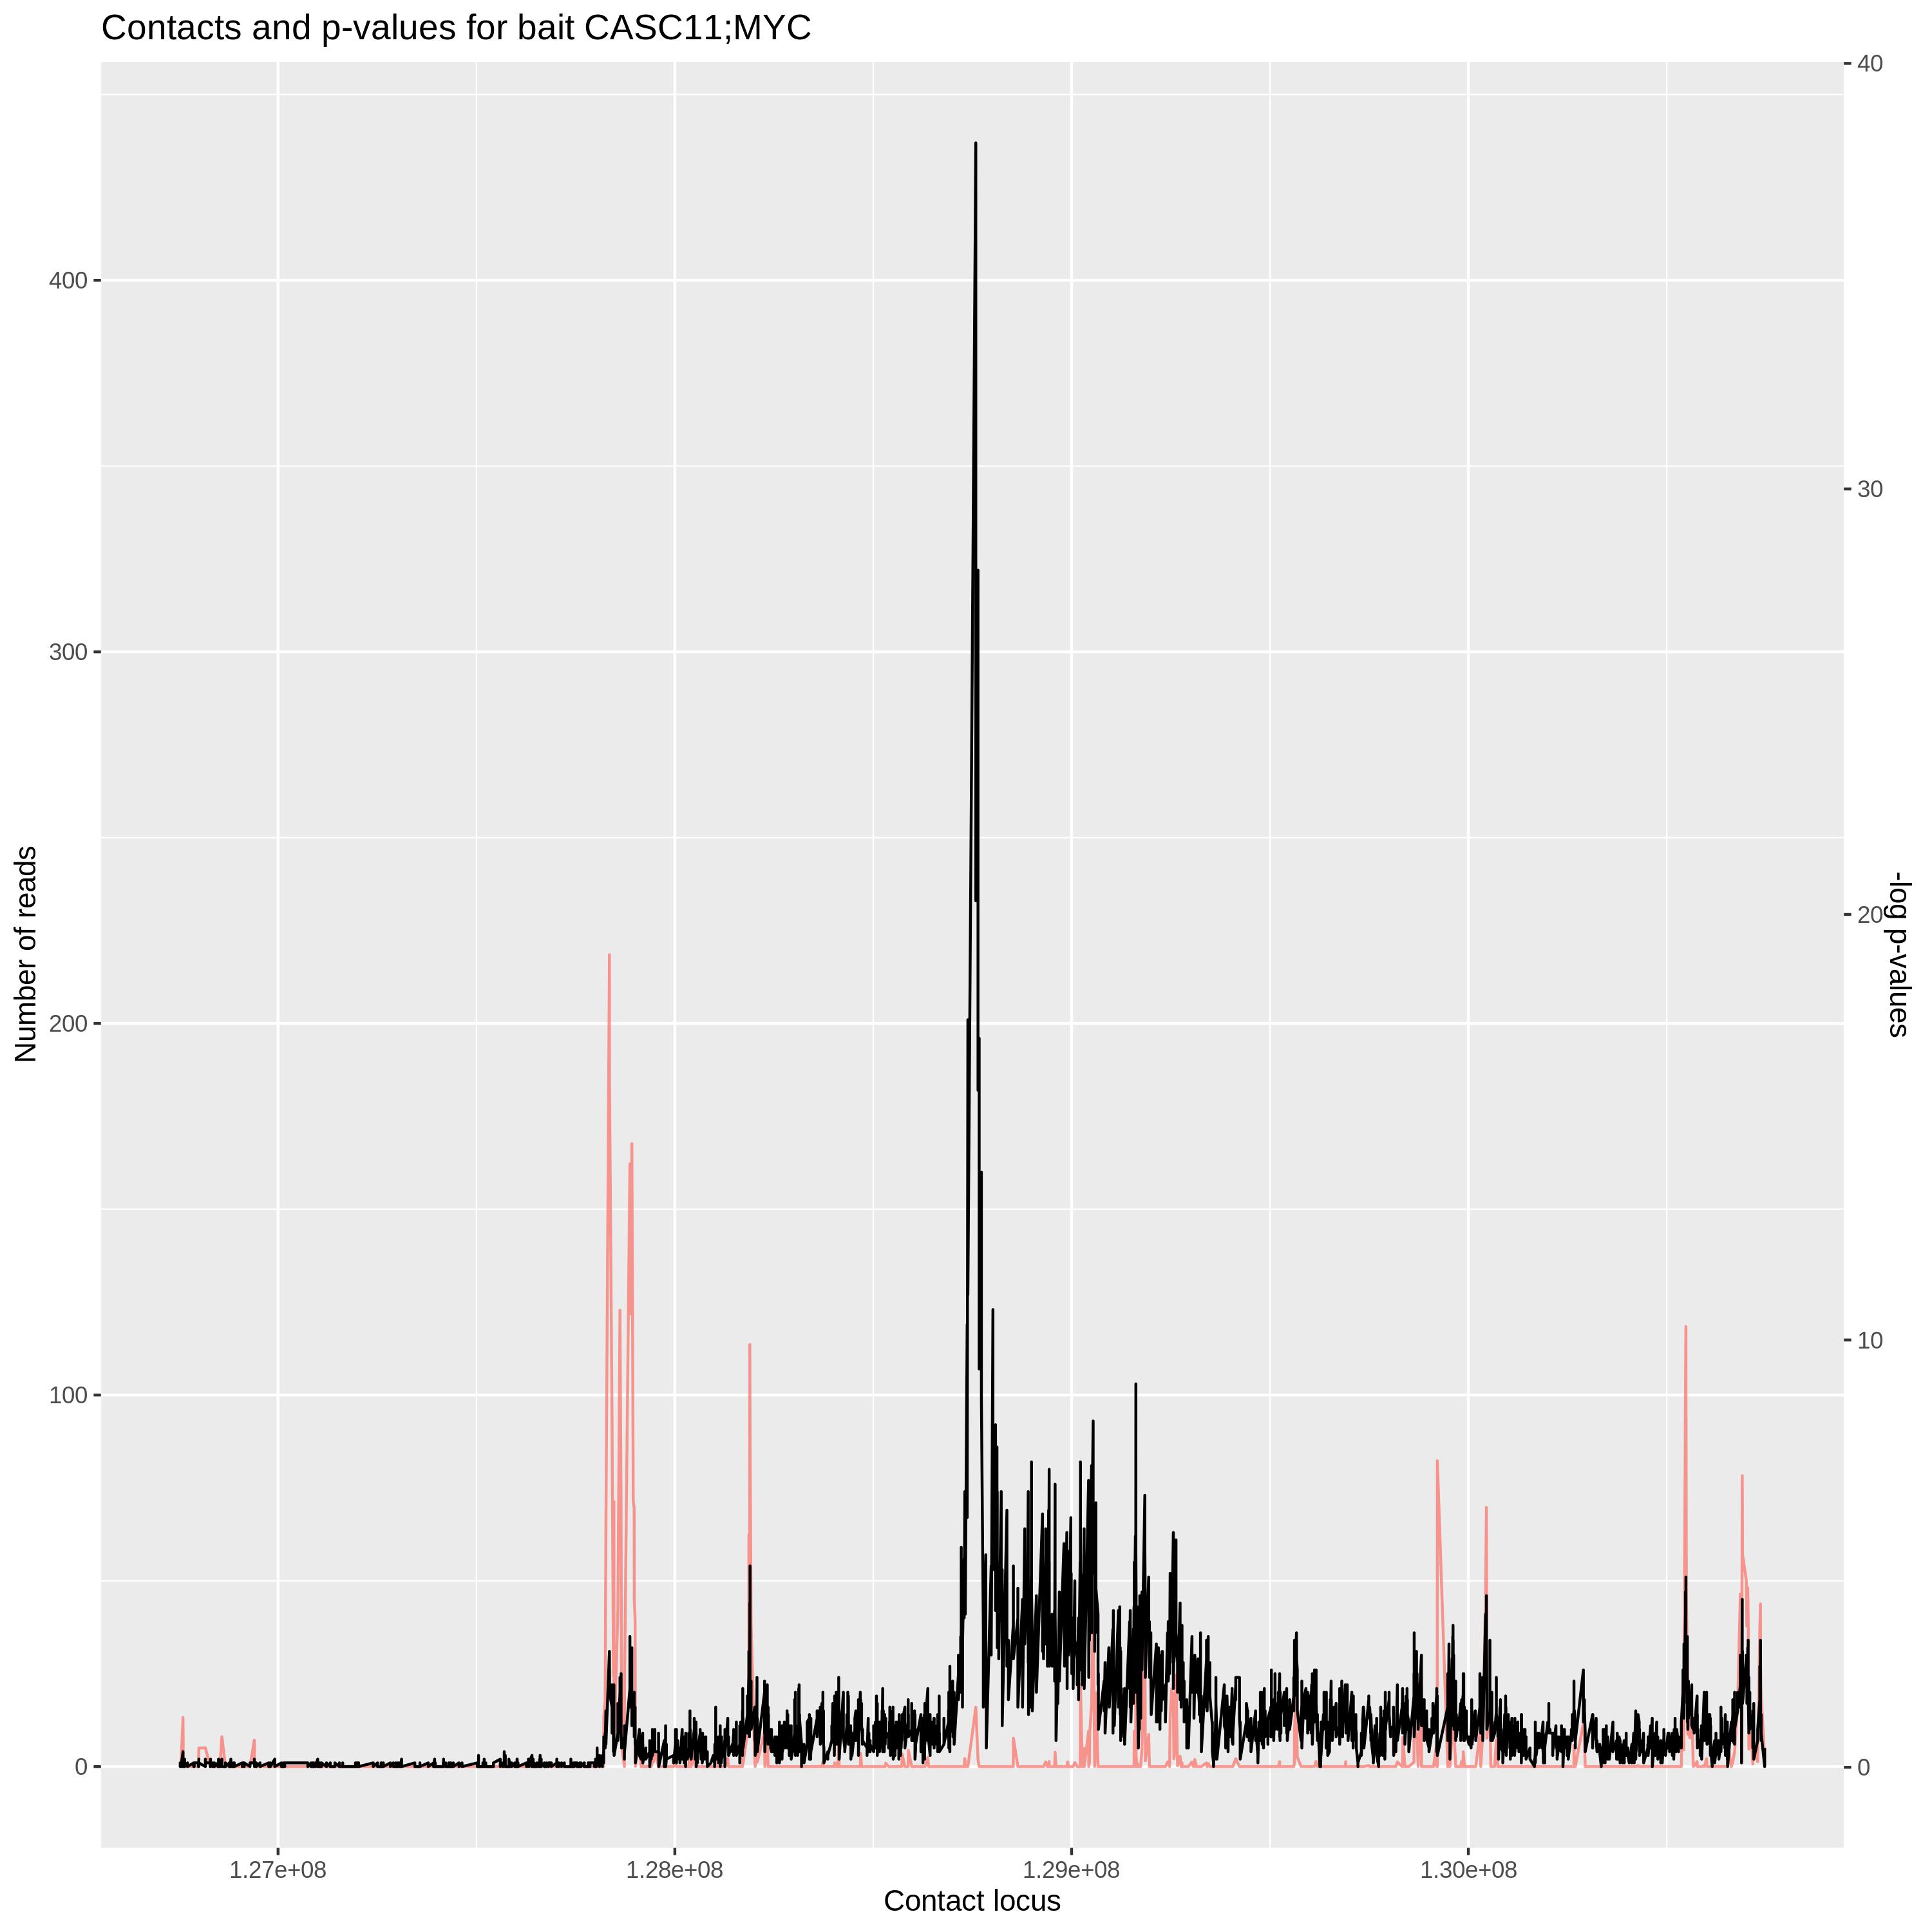 Contacts and p-values for bait CASC11;MYC
Number of reads
400
300
200
100
0
40
30
20
10
0
-log p-values
1.27e+08
1.28e+08
1.29e+08
1.30e+08
Contact locus